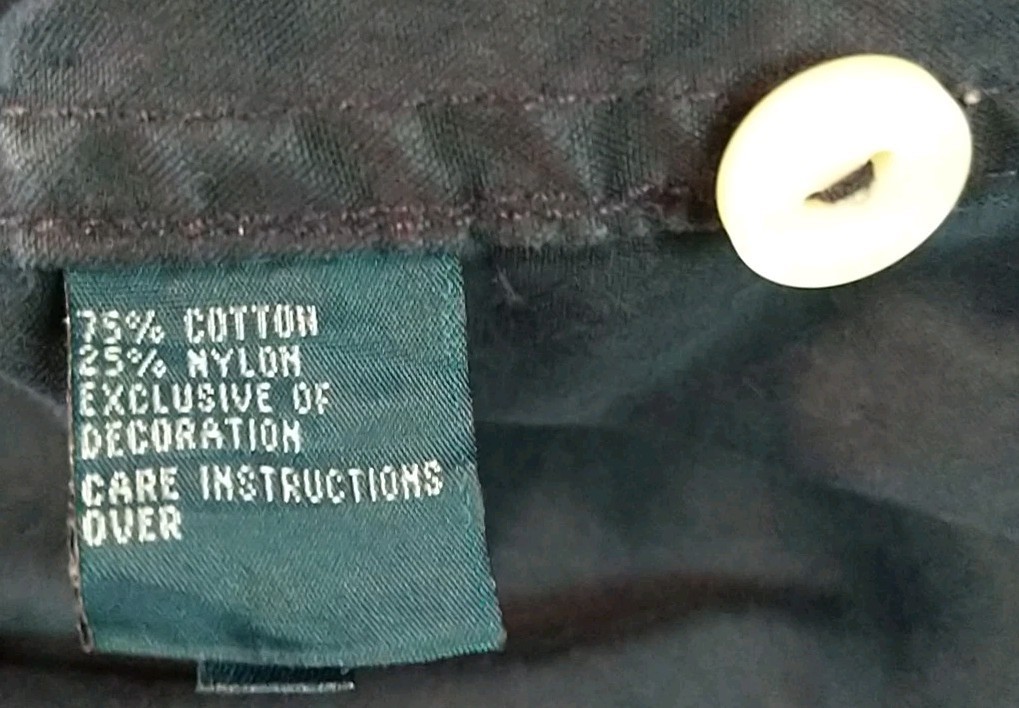 75% COTTON
25% NYLON
EXCLUSIVE OF
DECORATION
CARE INSTRUCTIONS
OVER